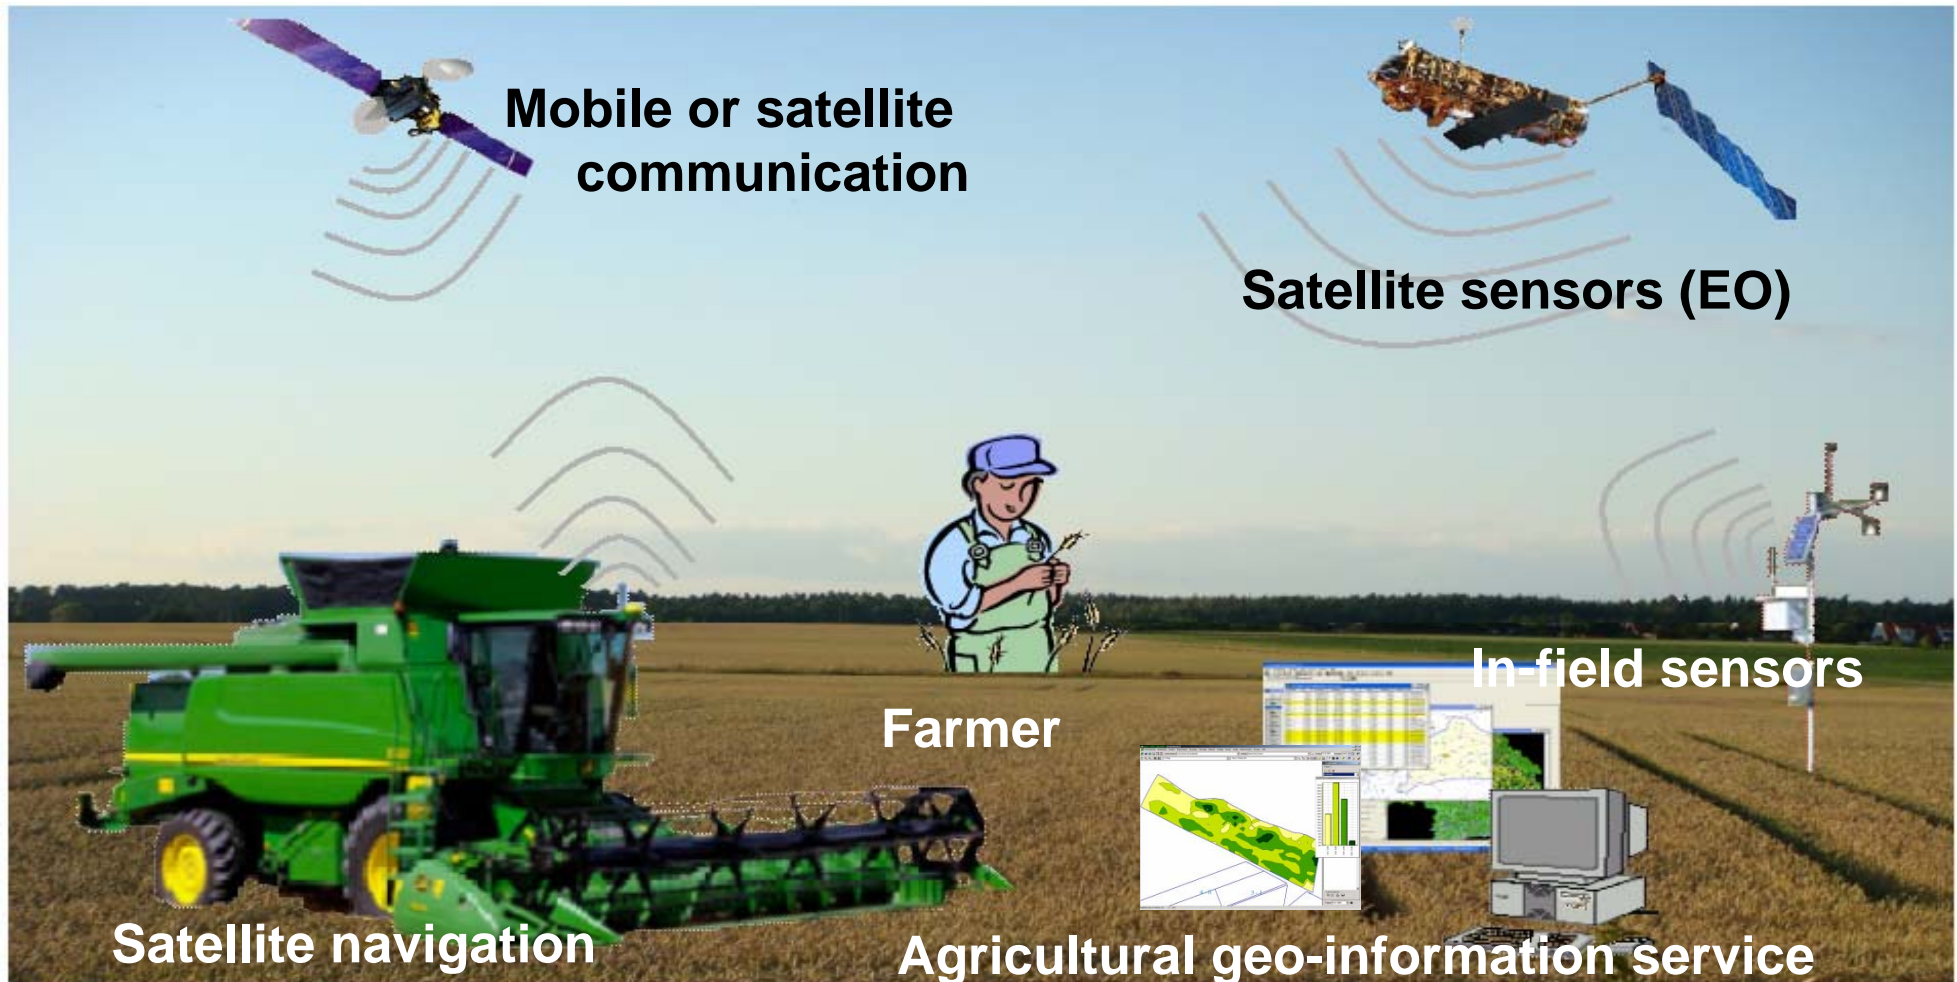 Mobile or satellite
communication
Satellite sensors (EO)
In-field sensors
Farmer
Satellite navigation
Agricultural geo-information service